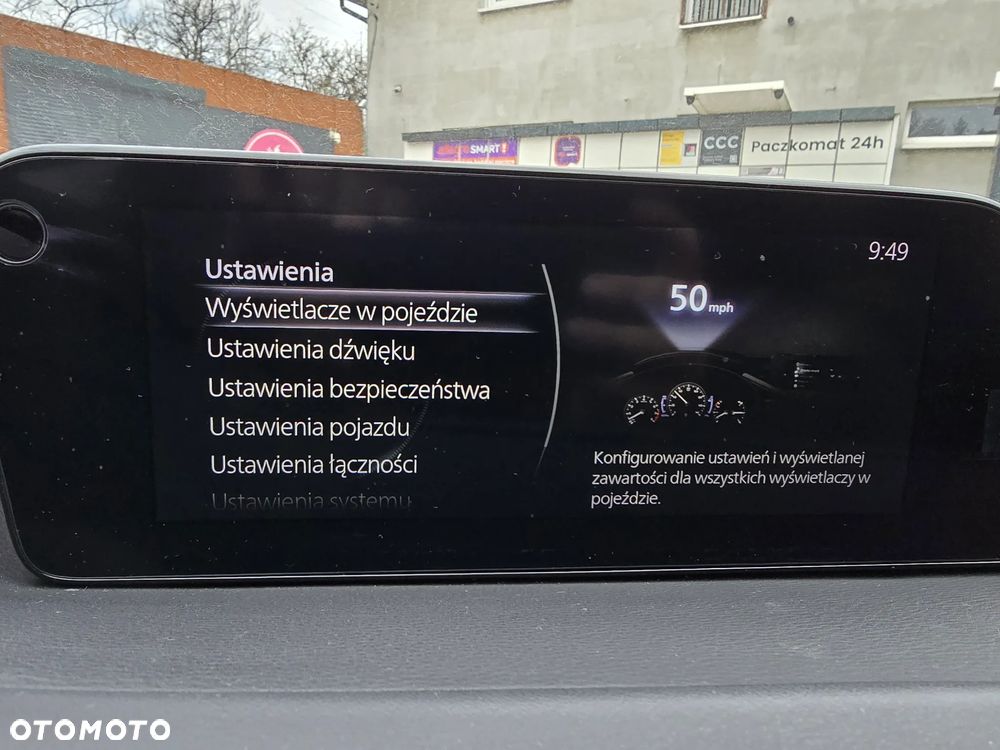 SMART!
CCC
Paczkomat 24h
9:49
Ustawienia
Wyświetlacze w pojeździe
Ustawienia dźwięku
Ustawienia bezpieczeństwa
Ustawienia pojazdu
Ustawienia łączności
Ustawienia systemu
50 mph
Konfigurowanie ustawień i wyświetlanej
zawartości dla wszystkich wyświetlaczy w
pojeździe.
OTOMOTO